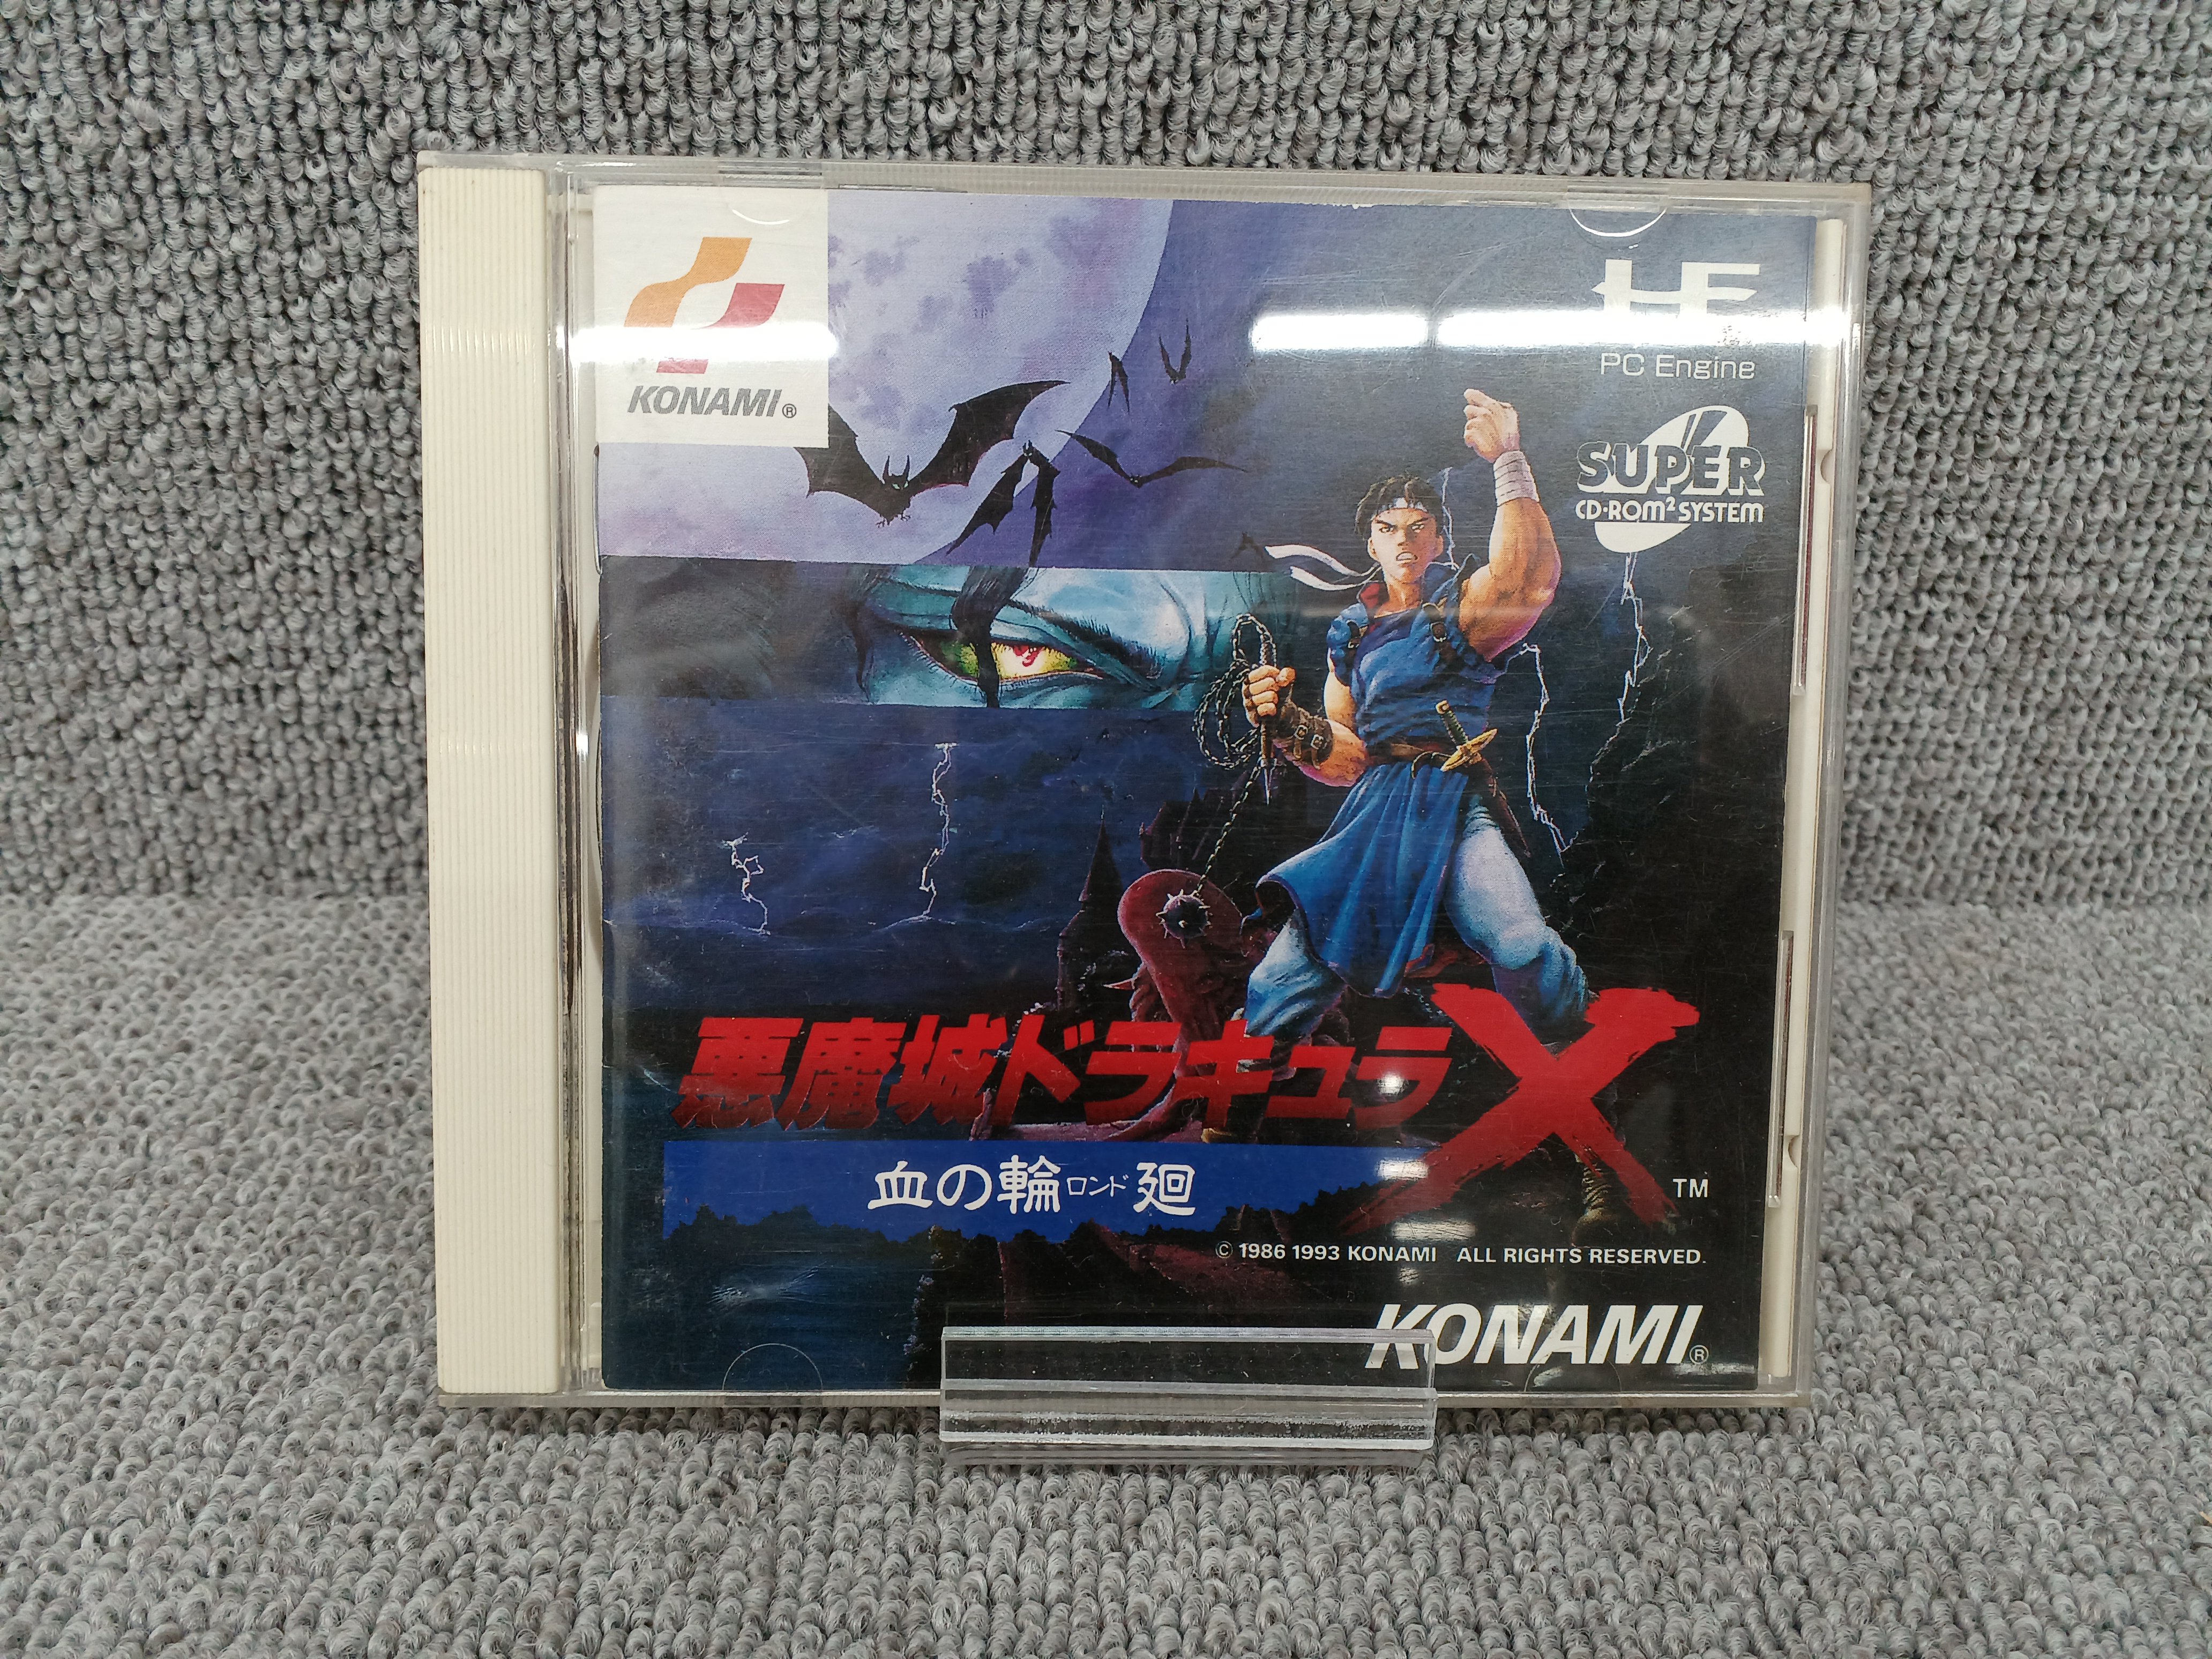 KONAMI®
PC Engine
SUPER
CD-ROM² SYSTEM
悪魔城ドラキュラX
血の輪ロンド廻
TM
© 1986 1993 KONAMI ALL RIGHTS RESERVED.
KONAMI®